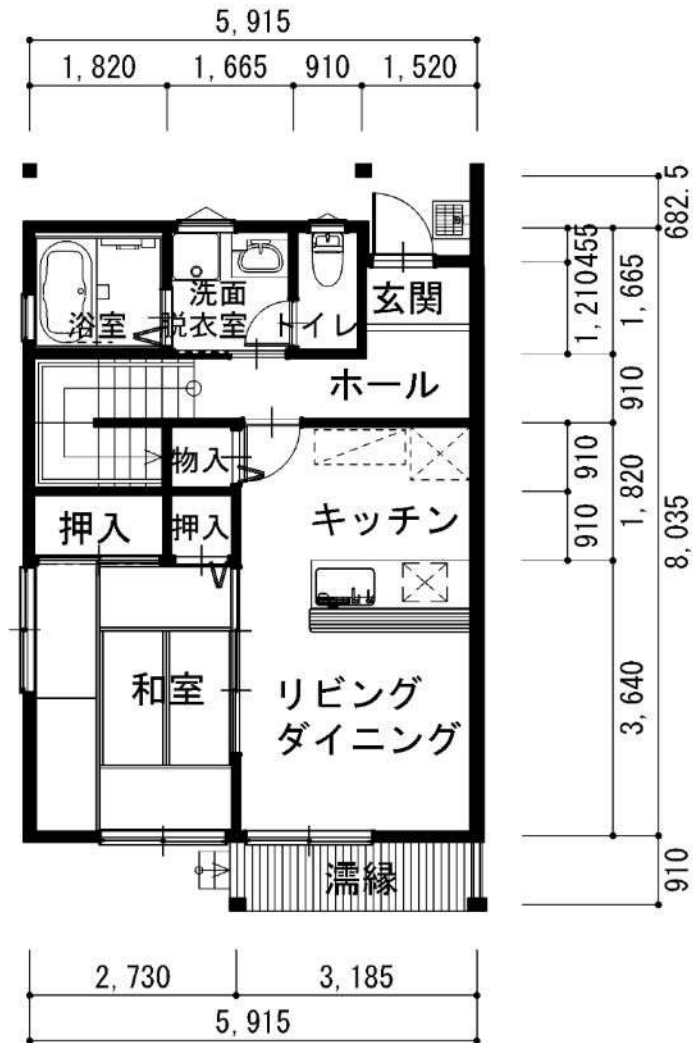 5,915
1,820 1,665 910 1,520
682.5
455
1,210
1,665
浴室
洗面
脱衣室
トイレ
玄関
ホール
910
物入
910
1,820
押入
押入
キッチン
910
8,035
和室
リビング
ダイニング
3,640
濡縁
910
2,730 3,185
5,915